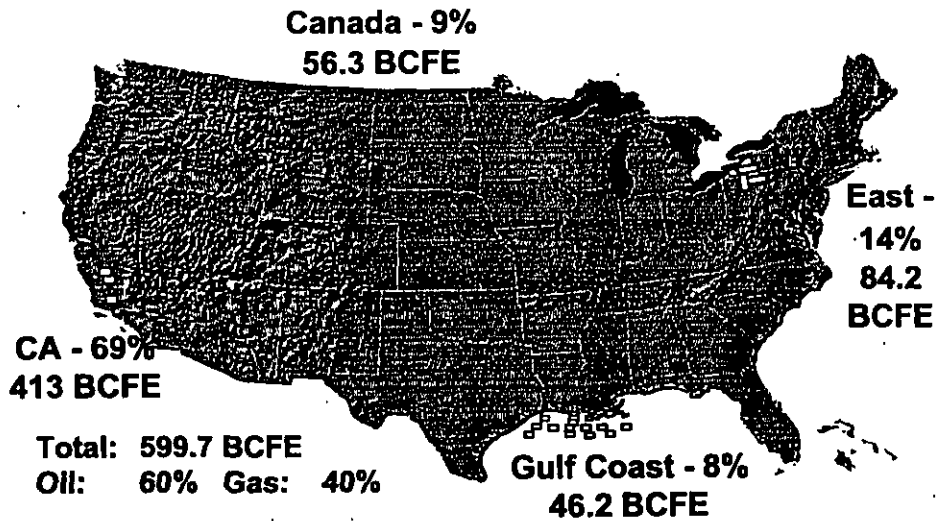 Canada - 9%
56.3 BCFE
East -
14%
84.2
BCFE
CA - 69%
413 BCFE
Total: 599.7 BCFE
Oil: 60% Gas: 40%
Gulf Coast - 8%
46.2 BCFE